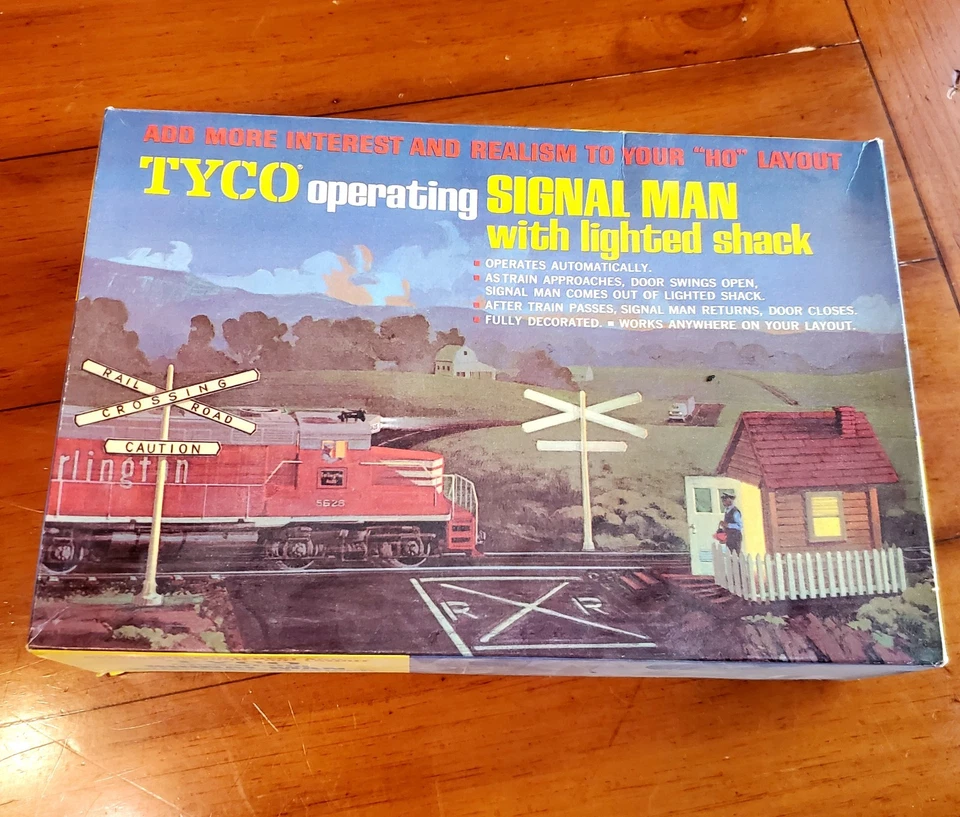 ADD MORE INTEREST AND REALISM TO YOUR "HO" LAYOUT
TYCO® operating SIGNAL MAN
with lighted shack
▪ OPERATES AUTOMATICALLY.
▪ AS TRAIN APPROACHES, DOOR SWINGS OPEN,
SIGNAL MAN COMES OUT OF LIGHTED SHACK.
▪ AFTER TRAIN PASSES, SIGNAL MAN RETURNS, DOOR CLOSES.
▪ FULLY DECORATED. ▪ WORKS ANYWHERE ON YOUR LAYOUT.
RAIL ROAD
CROSSING
CAUTION
rlington
5628
R R